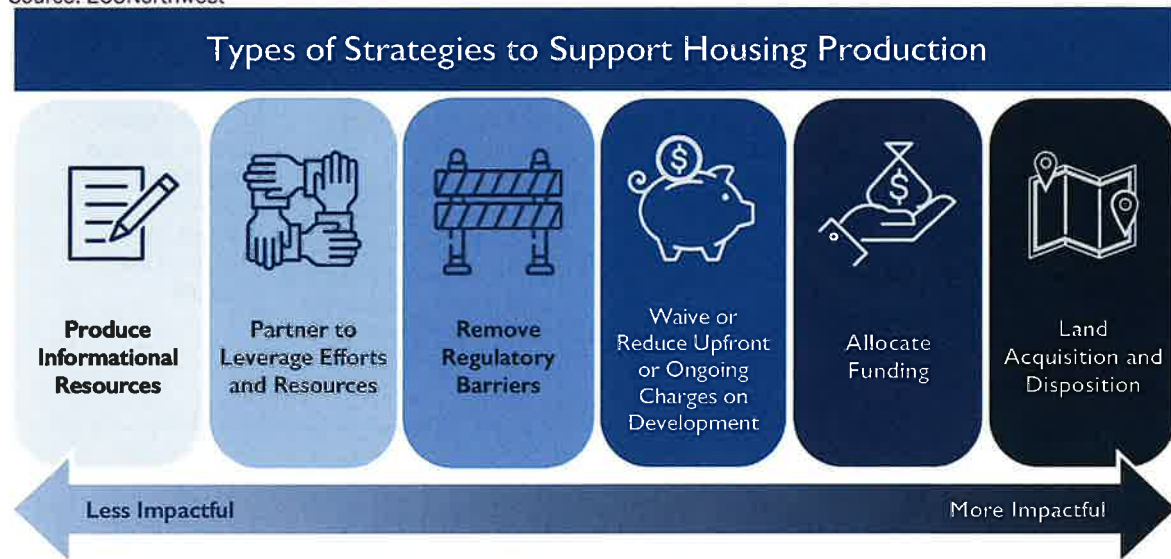 Source: ECONorthwest
Types of Strategies to Support Housing Production
Produce
Informational
Resources
Partner to
Leverage Efforts
and Resources
Remove
Regulatory
Barriers
Waive or
Reduce Upfront
or Ongoing
Charges on
Development
Allocate
Funding
Land
Acquisition and
Disposition
Less Impactful
More Impactful